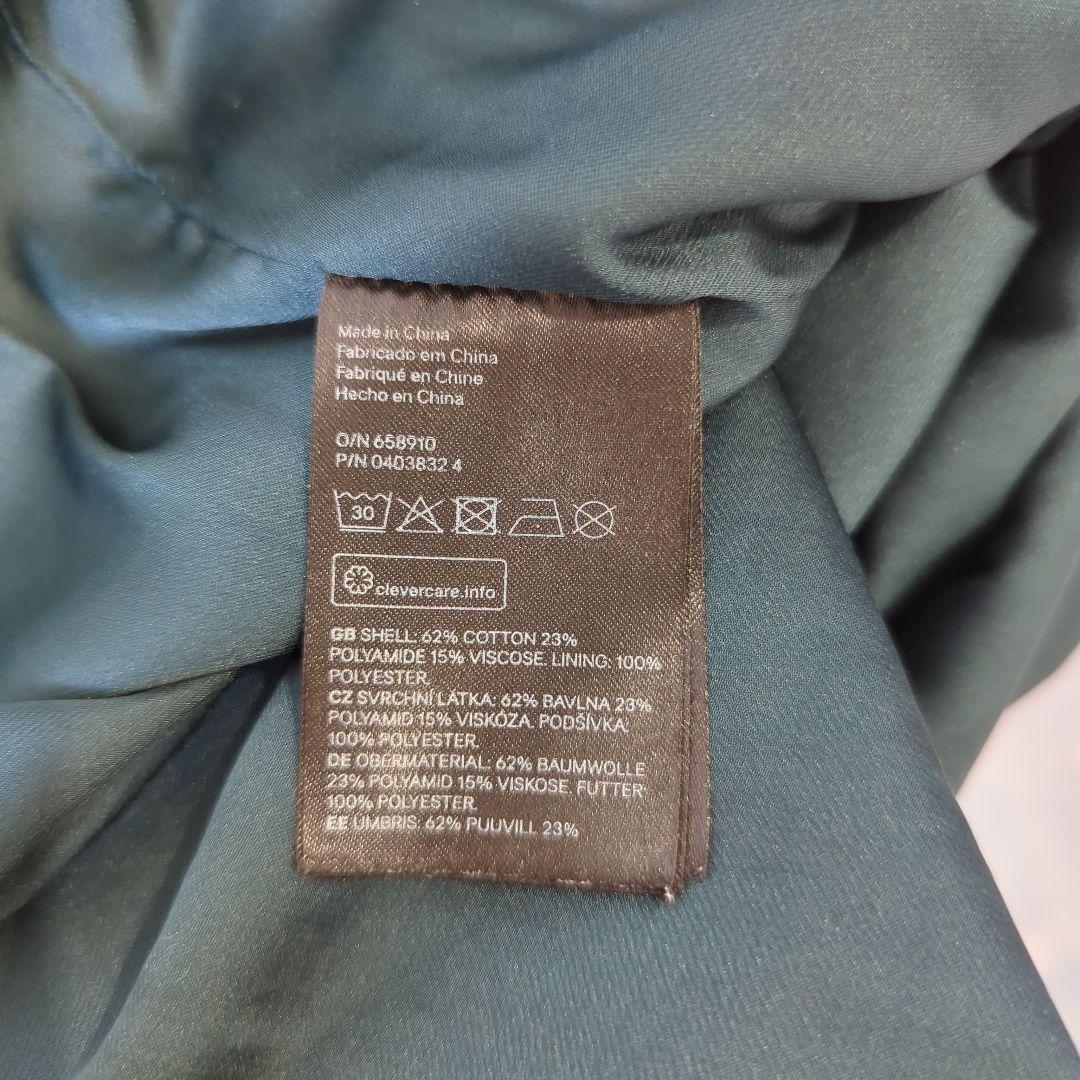 Made in China
Fabricado em China
Fabriqué en Chine
Hecho en China
O/N 658910
P/N 0403832 4
30
clevercare.info
GB SHELL: 62% COTTON 23%
POLYAMIDE 15% VISCOSE. LINING: 100%
POLYESTER.
CZ SVRCHNÍ LÁTKA: 62% BAVLNA 23%
POLYAMID 15% VISKÓZA. PODŠÍVKA:
100% POLYESTER.
DE OBERMATERIAL: 62% BAUMWOLLE
23% POLYAMID 15% VISKOSE. FUTTER:
100% POLYESTER.
EE UMBRIS: 62% PUUVILL 23%